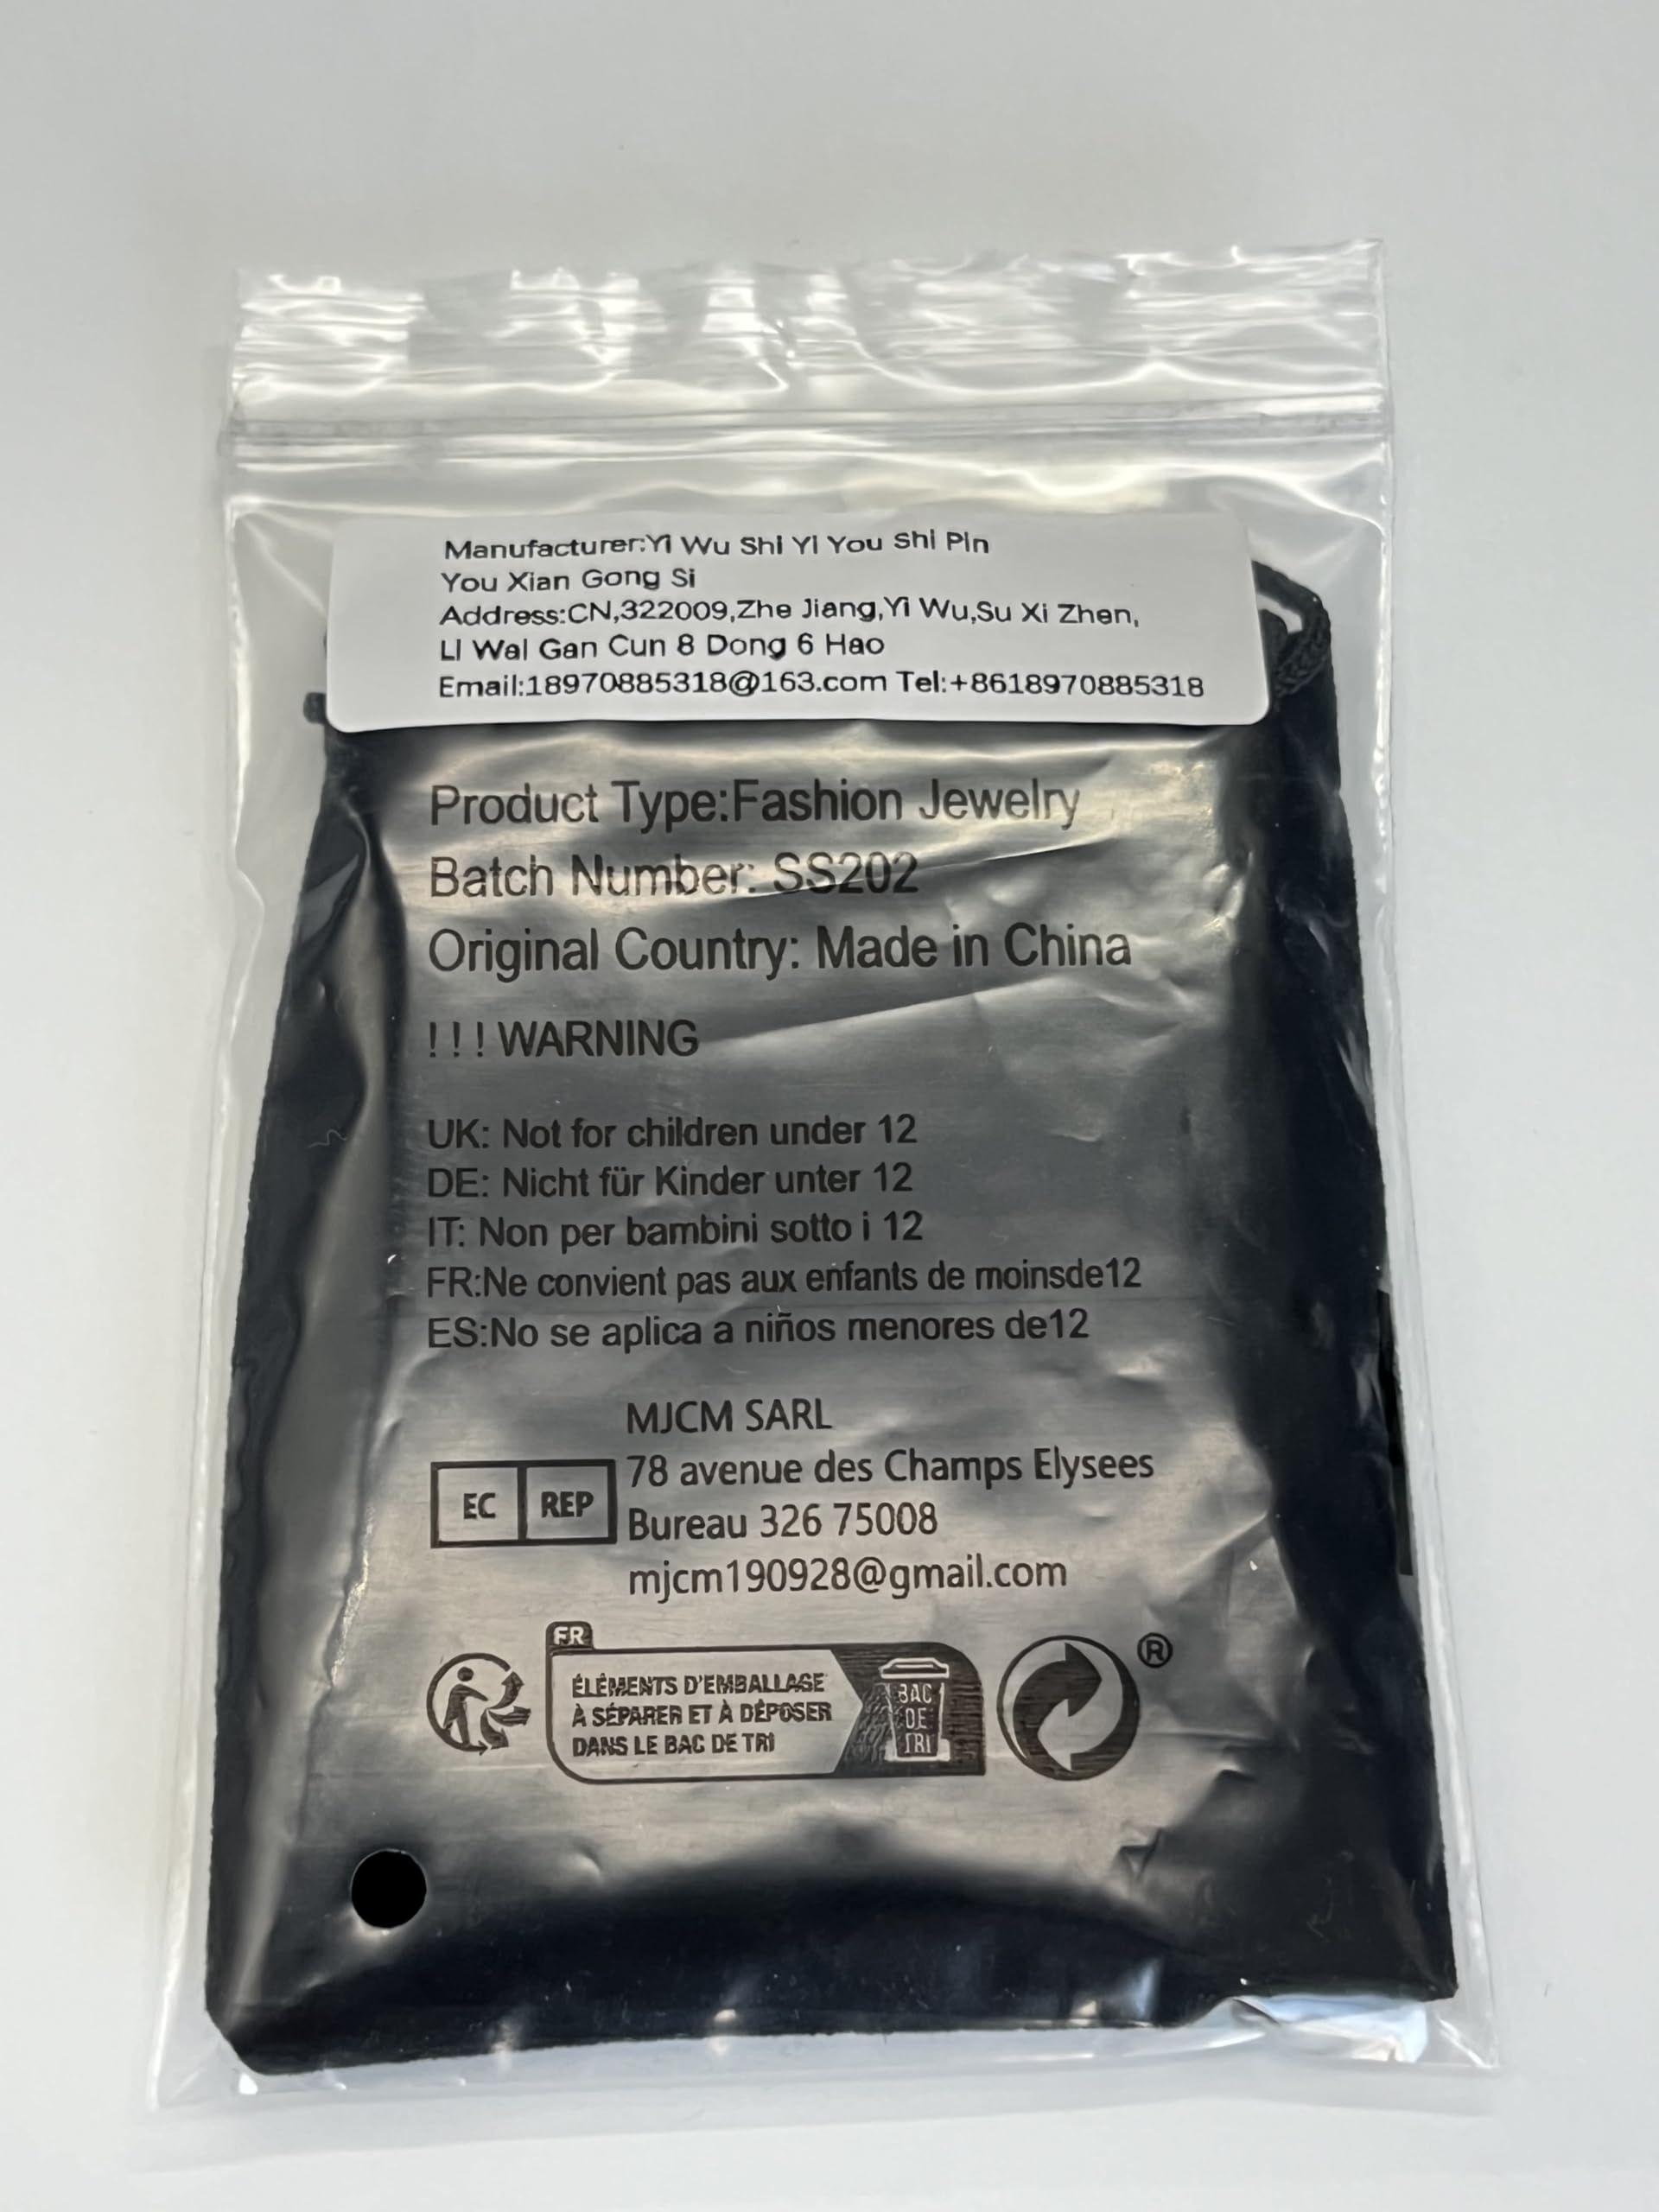 Manufacturer:Yi Wu Shi Yi You shi Pin
You Xian Gong Si
Address:CN,322009,Zhe Jiang,Yi Wu,Su Xi Zhen,
Li Wai Gan Cun 8 Dong 6 Hao
Email:18970885318@163.com Tel:+8618970885318
Product Type:Fashion Jewelry
Batch Number: SS202
Original Country: Made in China
!!! WARNING
UK: Not for children under 12
DE: Nicht für Kinder unter 12
IT: Non per bambini sotto i 12
FR:Ne convient pas aux enfants de moinsde12
ES:No se aplica a niños menores de12
MJCM SARL
78 avenue des Champs Elysees
EC REP
Bureau 326 75008
mjcm190928@gmail.com
FR
ÉLÉMENTS D'EMBALLAGE
À SÉPARER ET À DÉPOSER
DANS LE BAC DE TRI
BAC
DE
TRI
®